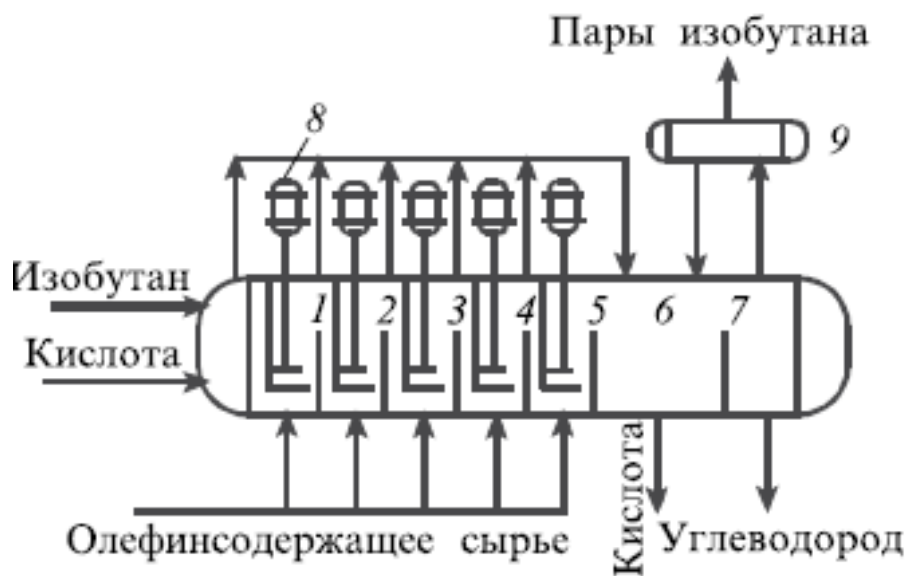 Пары изобутана
8
9
Изобутан
1 2 3 4 5 6 7
Кислота
Кислота
Олефинсодержащее сырье
Углеводород